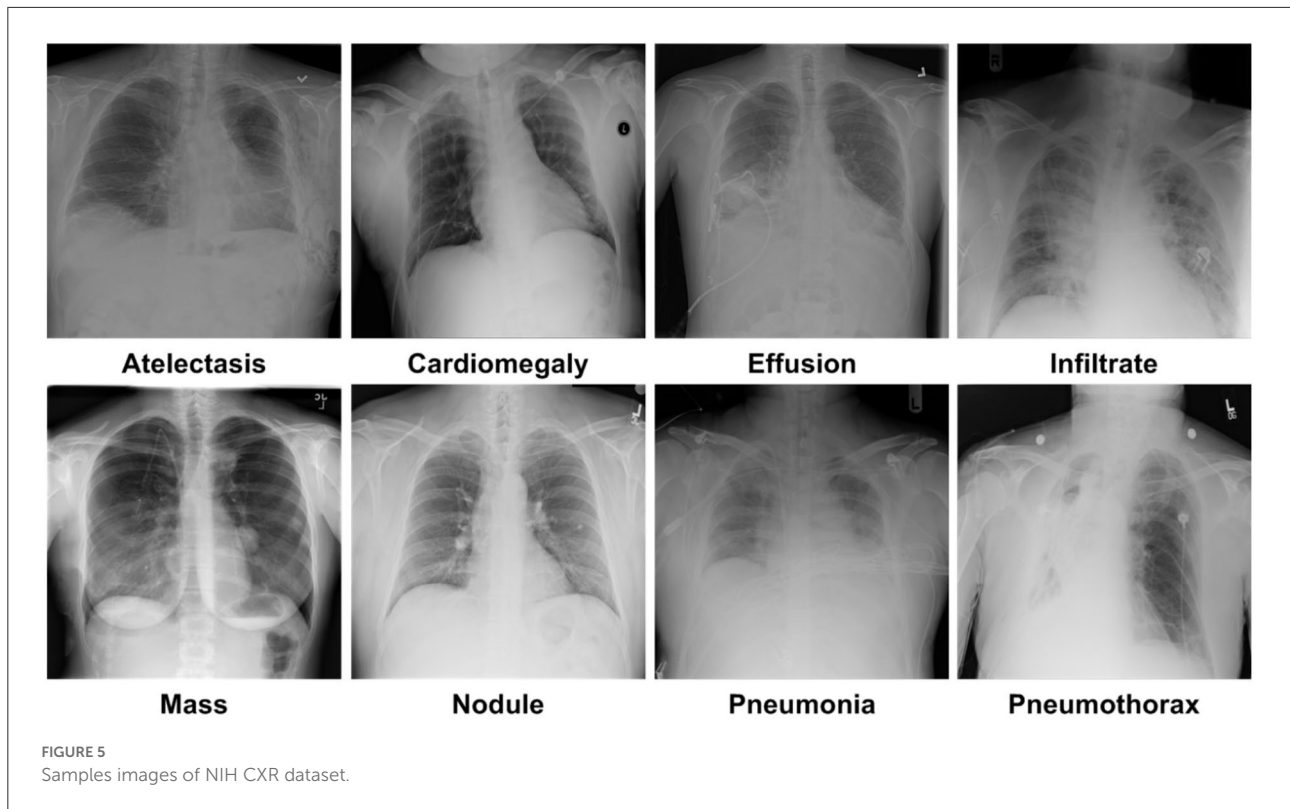 L
R
Atelectasis
Cardiomegaly
Effusion
Infiltrate
L
L
Mass
Nodule
Pneumonia
Pneumothorax
FIGURE 5
Samples images of NIH CXR dataset.